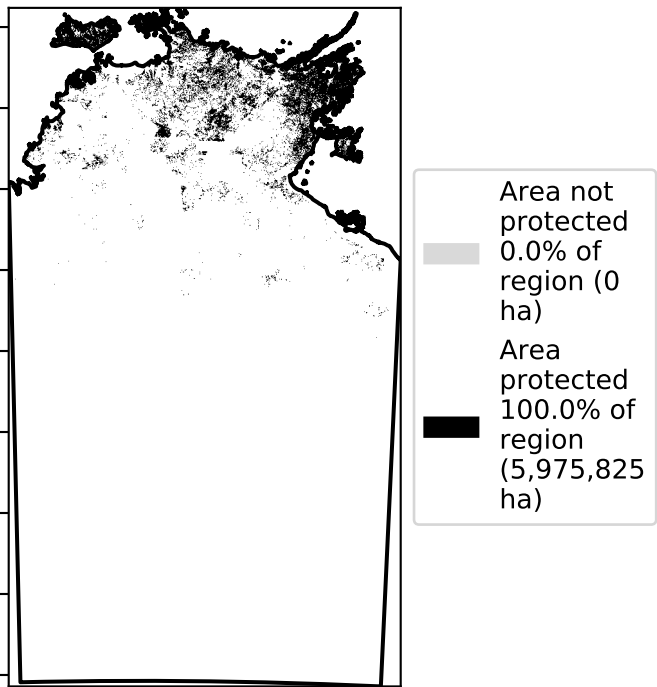 Area not
protected
0.0% of
region (0
ha)
Area
protected
100.0% of
region
(5,975,825
ha)